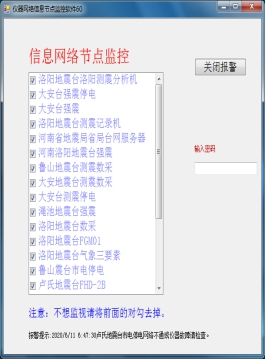 仪器网络信息节点监控软件60
信息网络节点监控
关闭报警
洛阳地震台洛阳测震分析机
大安台强震停电
大安台强震
洛阳地震台测震记录机
河南省地震局省局台网服务器
洛阳地震台强震
鲁山地震台测震数采
大安地震台测震数采
大安地震台测震
渑池地震台强震
洛阳地震台数采
洛阳地震台FGM01
洛阳地震台气象三要素
鲁山震台市电停电
卢氏地震台FHD-2B
输入密码
注意：不想监视请将前面的对勾去掉。
报警提示:2020/6/11 6:47:30卢氏地震台市电停电网络不通或仪器故障请检查。